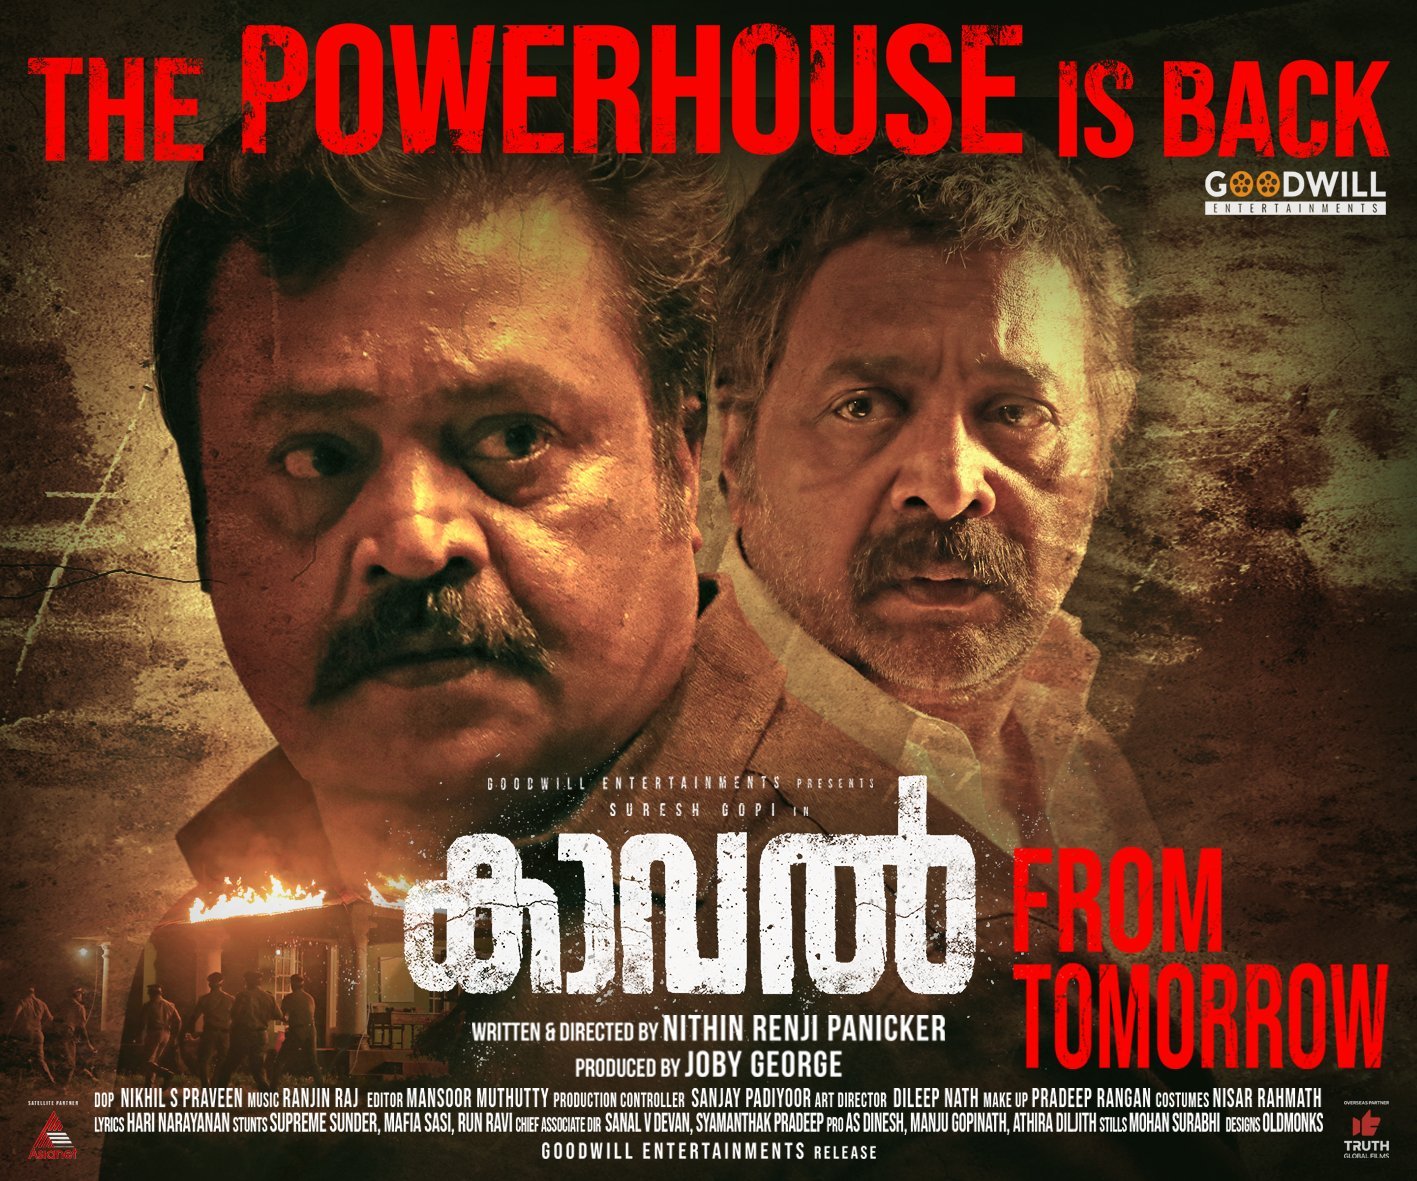 THE POWERHOUSE IS BACK
GOODWILL
ENTERTAINMENTS
GOODWILL ENTERTAINMENTS PRESENTS
SURESH GOPI IN
കാവൽ
FROM
TOMORROW
WRITTEN & DIRECTED BY NITHIN RENJI PANICKER
PRODUCED BY JOBY GEORGE
DOP NIKHIL S PRAVEEN MUSIC RANJIN RAJ EDITOR MANSOOR MUTHUTTY PRODUCTION CONTROLLER SANJAY PADIYOOR ART DIRECTOR DILEEP NATH MAKE UP PRADEEP RANGAN COSTUMES NISAR RAHMATH
LYRICS HARI NARAYANAN STUNTS SUPREME SUNDER, MAFIA SASI, RUN RAVI CHIEF ASSOCIATE DIR SANAL V DEVAN, SYAMANTHAK PRADEEP PRO AS DINESH, MANJU GOPINATH, ATHIRA DILJITH STILLS MOHAN SURABHI DESIGNS OLDMONKS
GOODWILL ENTERTAINMENTS RELEASE
SATELLITE PARTNER
Asianet
OVERSEAS PARTNER
TRUTH
GLOBAL FILMS